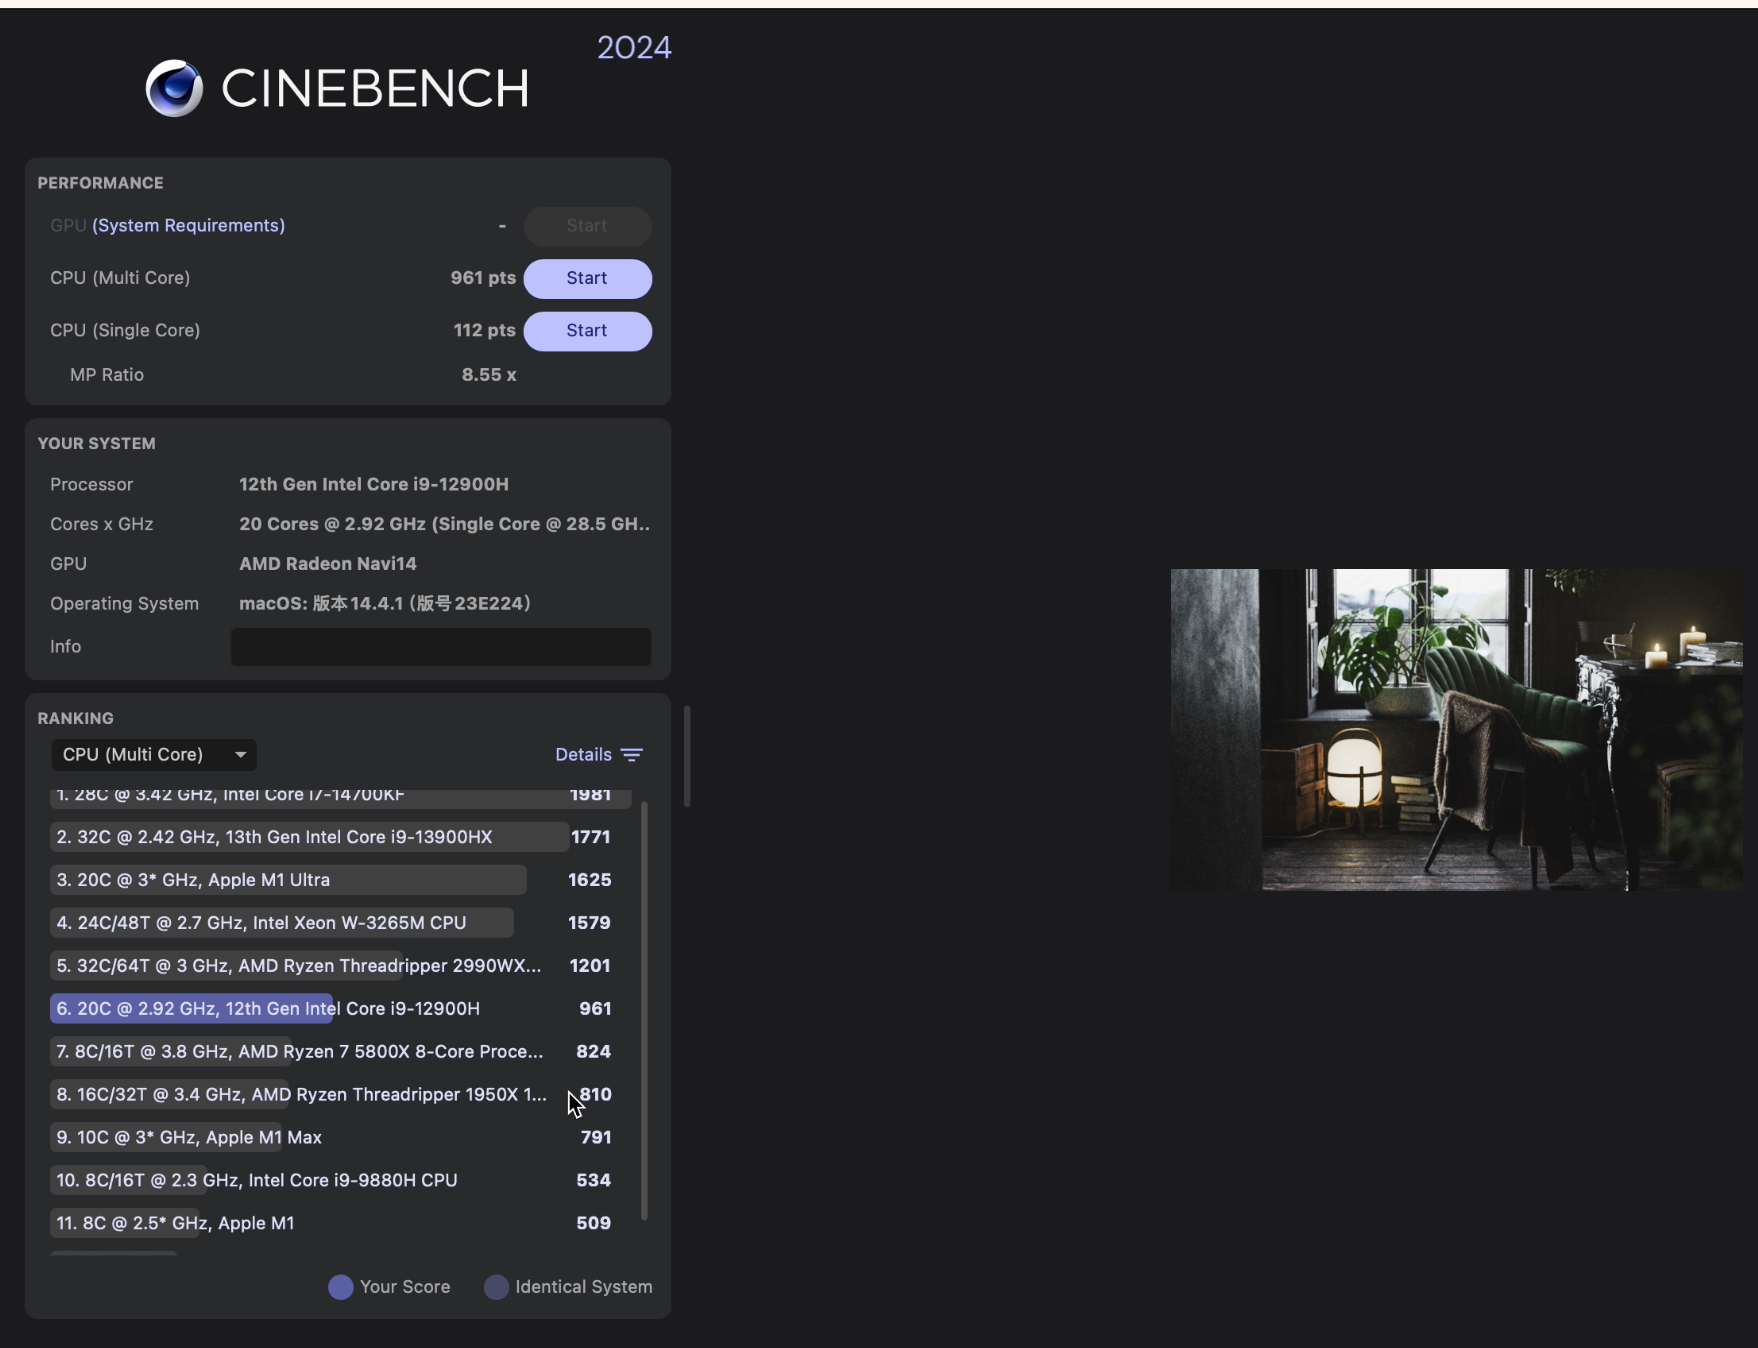 2024
CINEBENCH
PERFORMANCE
GPU (System Requirements) - Start
CPU (Multi Core) 961 pts Start
CPU (Single Core) 112 pts Start
MP Ratio 8.55 x
YOUR SYSTEM
Processor 12th Gen Intel Core i9-12900H
Cores x GHz 20 Cores @ 2.92 GHz (Single Core @ 28.5 GH..
GPU AMD Radeon Navi14
Operating System macOS: 版本 14.4.1 (版号 23E224)
Info
RANKING
CPU (Multi Core) Details
1. 28C @ 3.42 GHz, Intel Core i7-14700KF 1981
2. 32C @ 2.42 GHz, 13th Gen Intel Core i9-13900HX 1771
3. 20C @ 3* GHz, Apple M1 Ultra 1625
4. 24C/48T @ 2.7 GHz, Intel Xeon W-3265M CPU 1579
5. 32C/64T @ 3 GHz, AMD Ryzen Threadripper 2990WX... 1201
6. 20C @ 2.92 GHz, 12th Gen Intel Core i9-12900H 961
7. 8C/16T @ 3.8 GHz, AMD Ryzen 7 5800X 8-Core Proce... 824
8. 16C/32T @ 3.4 GHz, AMD Ryzen Threadripper 1950X 1... 810
9. 10C @ 3* GHz, Apple M1 Max 791
10. 8C/16T @ 2.3 GHz, Intel Core i9-9880H CPU 534
11. 8C @ 2.5* GHz, Apple M1 509
Your Score Identical System